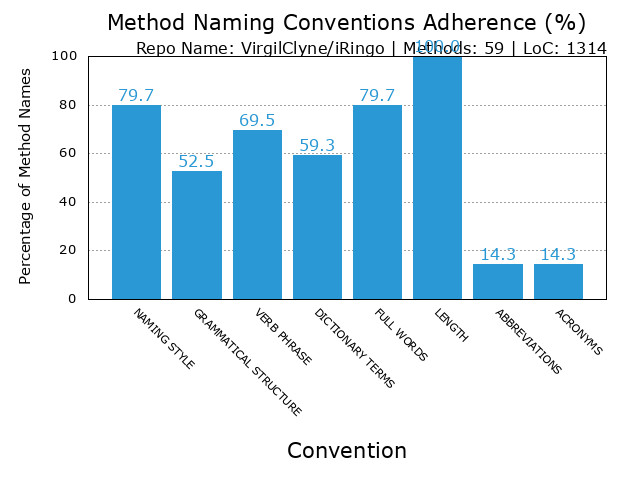 Method Naming Conventions Adherence (%)
Repo Name: VirgilClyne/iRingo | Methods: 59 | LoC: 1314
Percentage of Method Names
100
80
60
40
20
0
79.7
52.5
69.5
59.3
79.7
100.0
14.3
14.3
NAMING STYLE
GRAMMATICAL STRUCTURE
VERB PHRASE
DICTIONARY TERMS
FULL WORDS
LENGTH
ABBREVIATIONS
ACRONYMS
Convention